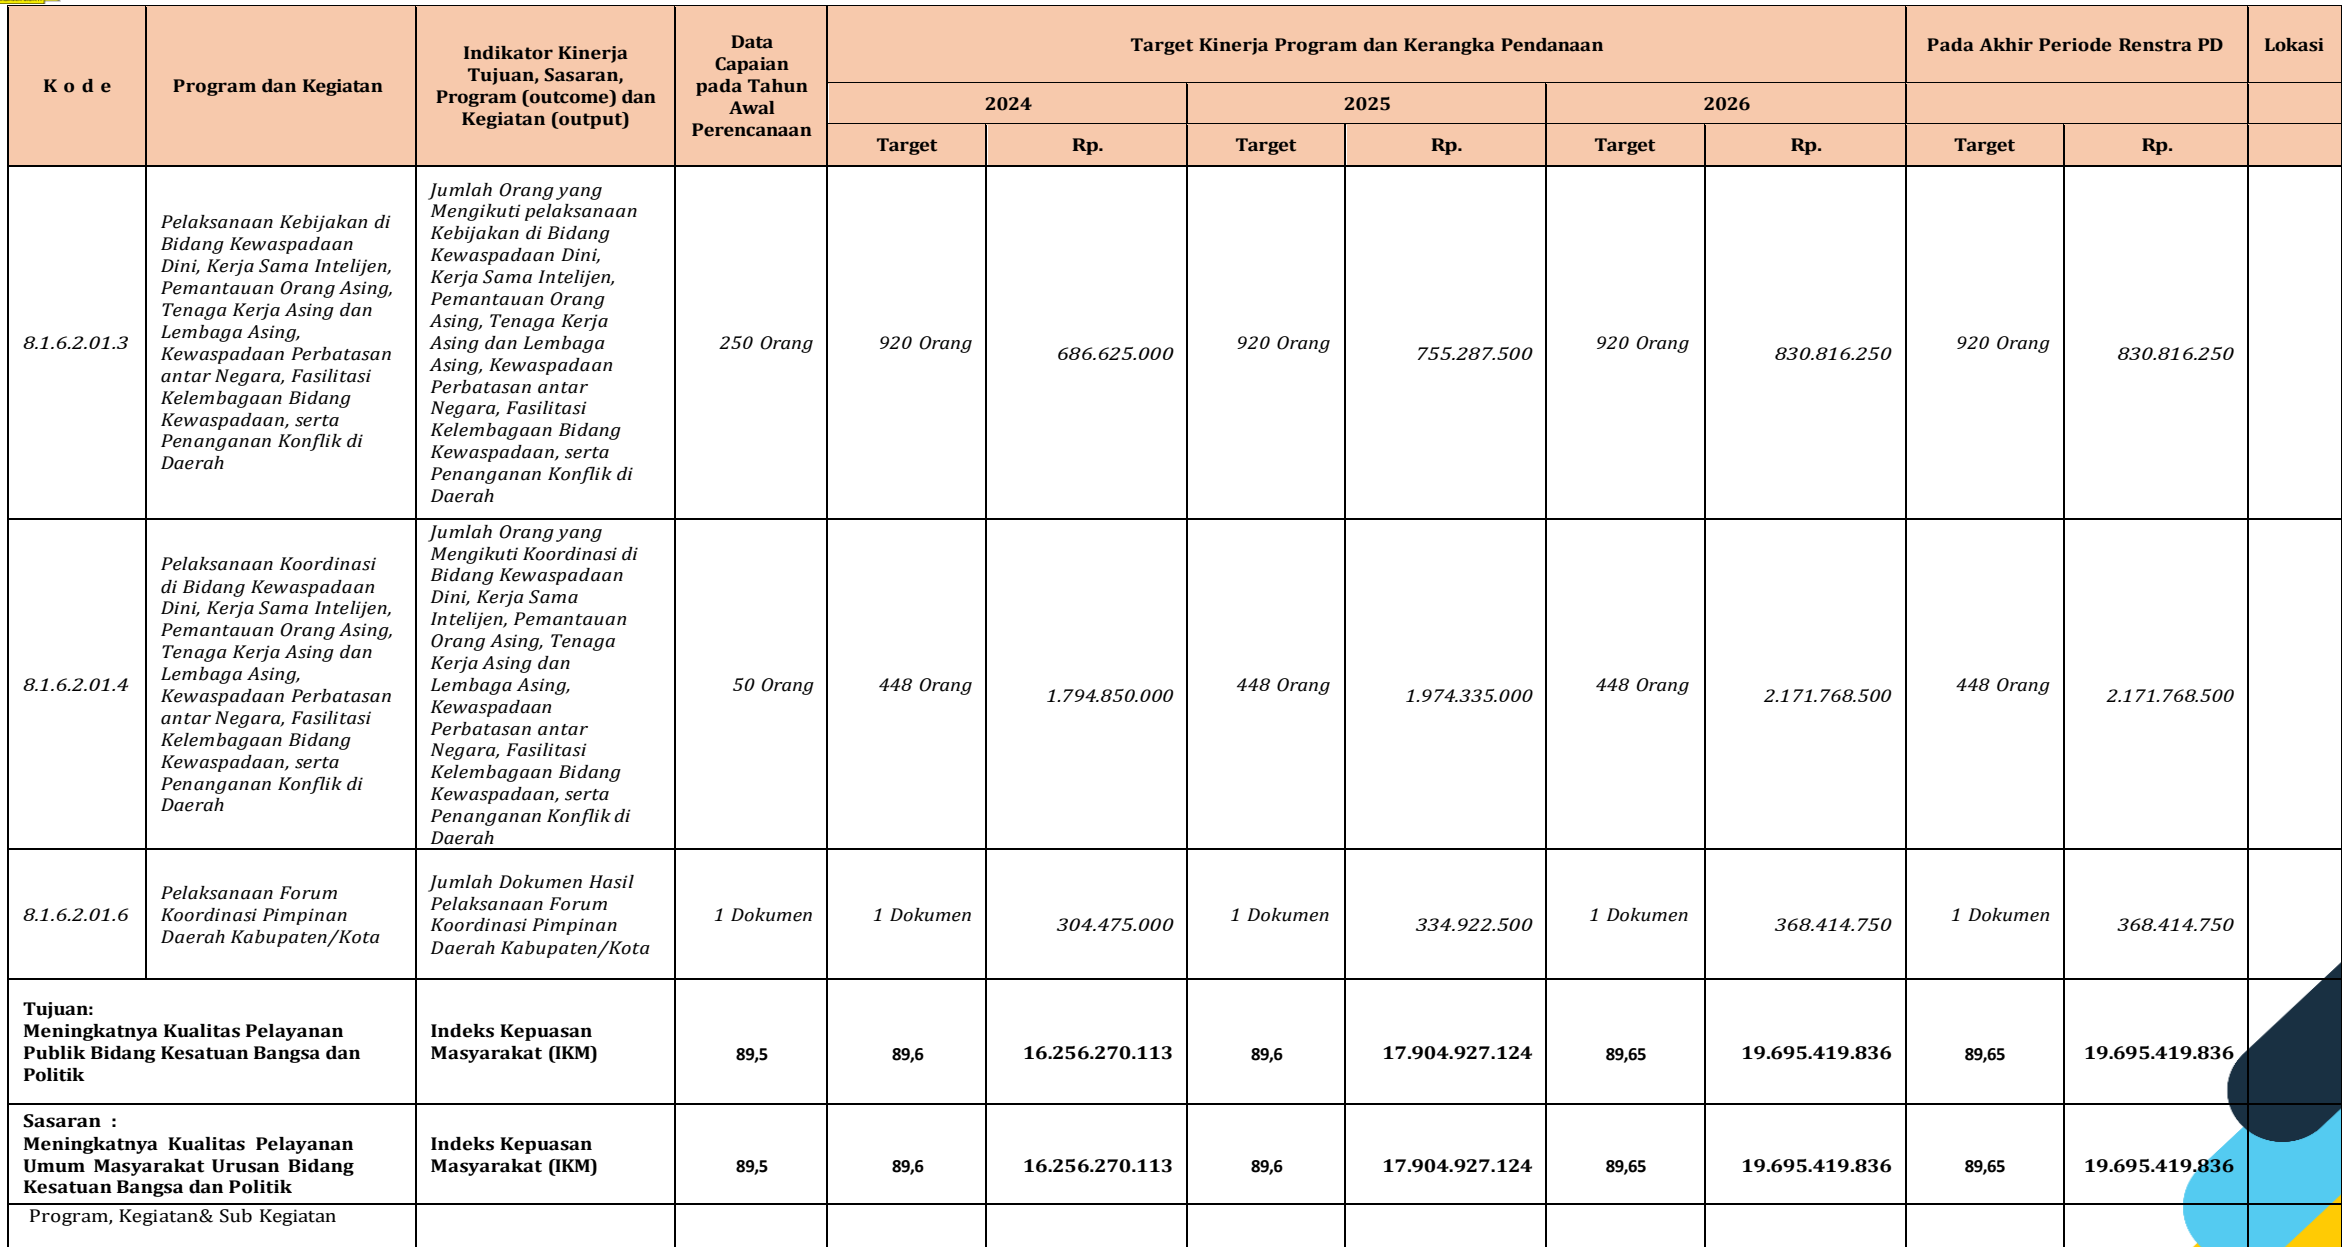 K o d e
Program dan Kegiatan
Indikator Kinerja
Tujuan, Sasaran,
Program (outcome) dan
Kegiatan (output)
Data
Capaian
pada Tahun
Awal
Perencanaan
Target Kinerja Program dan Kerangka Pendanaan
Pada Akhir Periode Renstra PD
Lokasi
2024
2025
2026
Target
Rp.
Target
Rp.
Target
Rp.
Target
Rp.
8.1.6.2.01.3
Pelaksanaan Kebijakan di
Bidang Kewaspadaan
Dini, Kerja Sama Intelijen,
Pemantauan Orang Asing,
Tenaga Kerja Asing dan
Lembaga Asing,
Kewaspadaan Perbatasan
antar Negara, Fasilitasi
Kelembagaan Bidang
Kewaspadaan, serta
Penanganan Konflik di
Daerah
Jumlah Orang yang
Mengikuti pelaksanaan
Kebijakan di Bidang
Kewaspadaan Dini,
Kerja Sama Intelijen,
Pemantauan Orang
Asing, Tenaga Kerja
Asing dan Lembaga
Asing, Kewaspadaan
Perbatasan antar
Negara, Fasilitasi
Kelembagaan Bidang
Kewaspadaan, serta
Penanganan Konflik di
Daerah
250 Orang
920 Orang
686.625.000
920 Orang
755.287.500
920 Orang
830.816.250
920 Orang
830.816.250
8.1.6.2.01.4
Pelaksanaan Koordinasi
di Bidang Kewaspadaan
Dini, Kerja Sama Intelijen,
Pemantauan Orang Asing,
Tenaga Kerja Asing dan
Lembaga Asing,
Kewaspadaan Perbatasan
antar Negara, Fasilitasi
Kelembagaan Bidang
Kewaspadaan, serta
Penanganan Konflik di
Daerah
Jumlah Orang yang
Mengikuti Koordinasi di
Bidang Kewaspadaan
Dini, Kerja Sama
Intelijen, Pemantauan
Orang Asing, Tenaga
Kerja Asing dan
Lembaga Asing,
Kewaspadaan
Perbatasan antar
Negara, Fasilitasi
Kelembagaan Bidang
Kewaspadaan, serta
Penanganan Konflik di
Daerah
50 Orang
448 Orang
1.794.850.000
448 Orang
1.974.335.000
448 Orang
2.171.768.500
448 Orang
2.171.768.500
8.1.6.2.01.6
Pelaksanaan Forum
Koordinasi Pimpinan
Daerah Kabupaten/Kota
Jumlah Dokumen Hasil
Pelaksanaan Forum
Koordinasi Pimpinan
Daerah Kabupaten/Kota
1 Dokumen
1 Dokumen
304.475.000
1 Dokumen
334.922.500
1 Dokumen
368.414.750
1 Dokumen
368.414.750
Tujuan:
Meningkatnya Kualitas Pelayanan
Publik Bidang Kesatuan Bangsa dan
Politik
Indeks Kepuasan
Masyarakat (IKM)
89,5
89,6
16.256.270.113
89,6
17.904.927.124
89,65
19.695.419.836
89,65
19.695.419.836
Sasaran :
Meningkatnya Kualitas Pelayanan
Umum Masyarakat Urusan Bidang
Kesatuan Bangsa dan Politik
Indeks Kepuasan
Masyarakat (IKM)
89,5
89,6
16.256.270.113
89,6
17.904.927.124
89,65
19.695.419.836
89,65
19.695.419.836
Program, Kegiatan& Sub Kegiatan